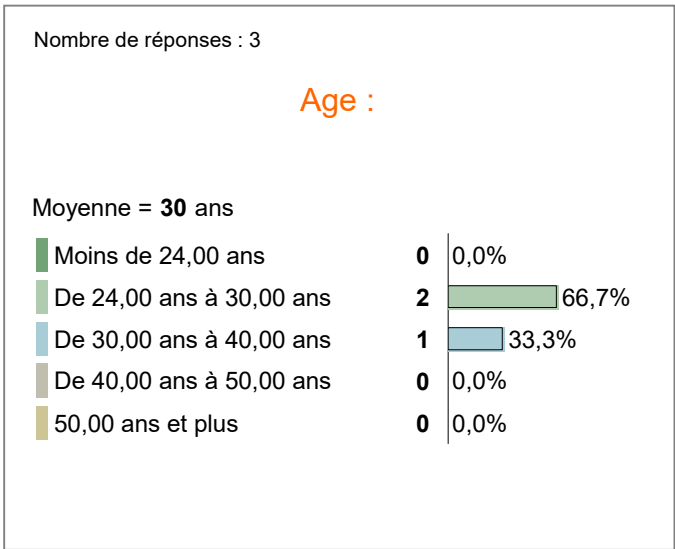 Nombre de réponses : 3
Age :
Moyenne = 30 ans
Moins de 24,00 ans 0 0,0%
De 24,00 ans à 30,00 ans 2 66,7%
De 30,00 ans à 40,00 ans 1 33,3%
De 40,00 ans à 50,00 ans 0 0,0%
50,00 ans et plus 0 0,0%